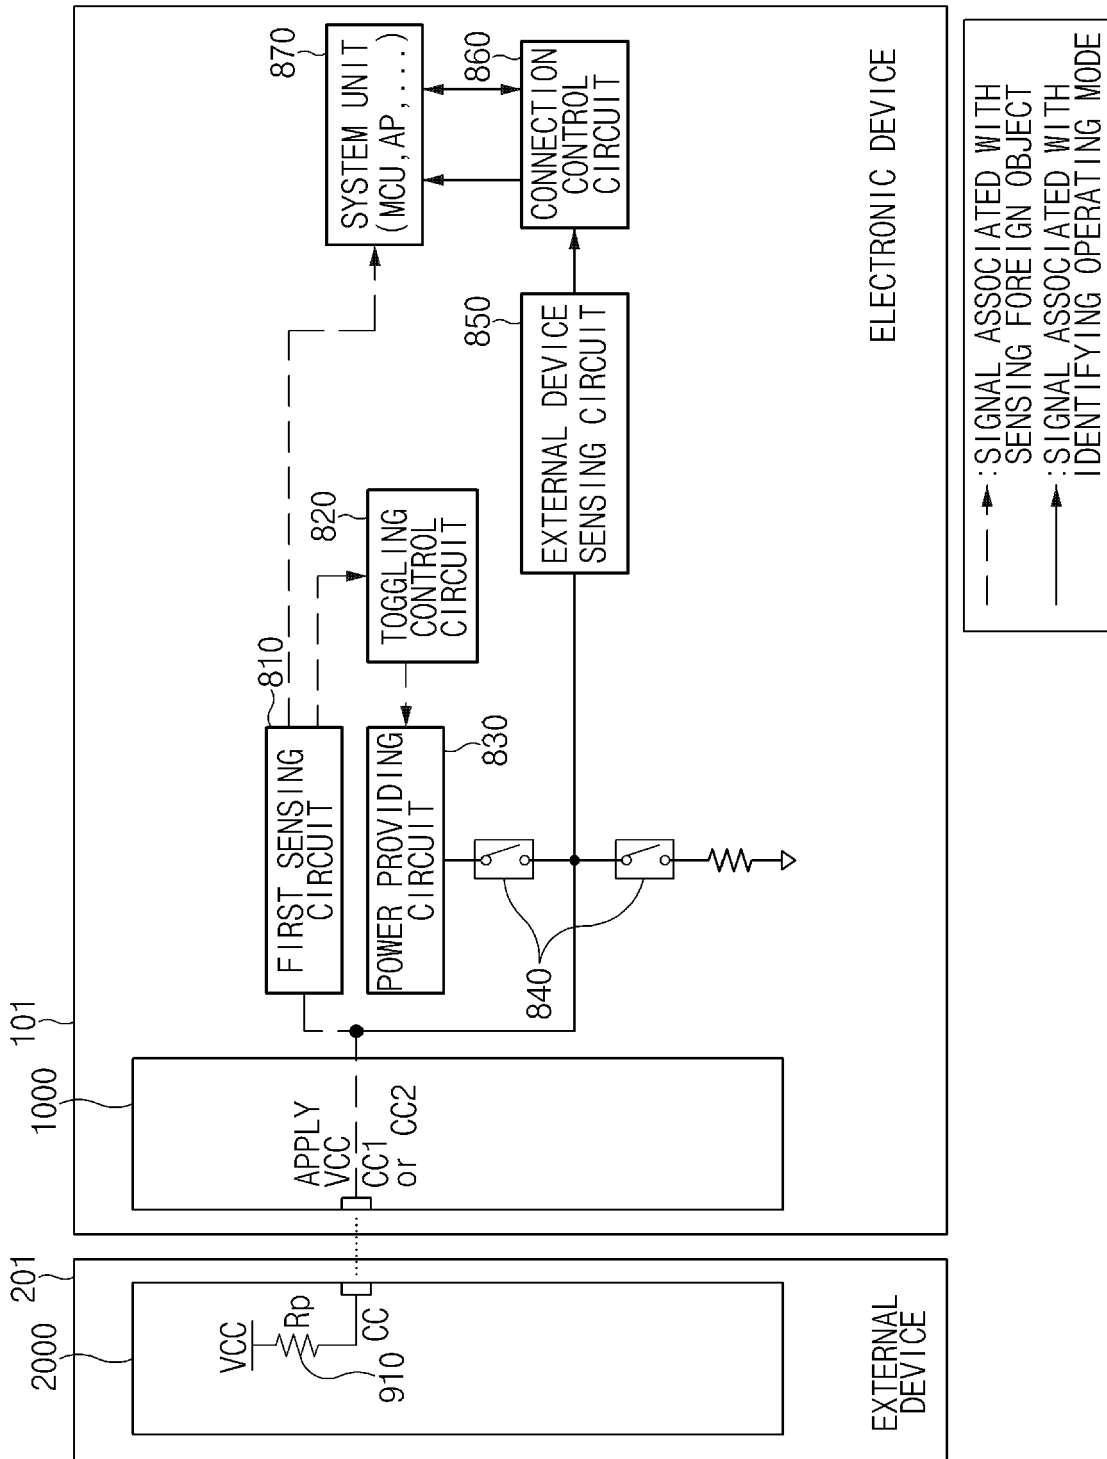 201
2000
VCC
Rp
910
CC
EXTERNAL
DEVICE
101
1000
APPLY
VCC
CC1
or CC2
810
FIRST SENSING
CIRCUIT
820
TOGGLING
CONTROL
CIRCUIT
POWER PROVIDING
CIRCUIT
830
840
850
EXTERNAL DEVICE
SENSING CIRCUIT
870
SYSTEM UNIT
(MCU,AP,...)
860
CONNECTION
CONTROL
CIRCUIT
ELECTRONIC DEVICE
:SIGNAL ASSOCIATED WITH
SENSING FOREIGN OBJECT
:SIGNAL ASSOCIATED WITH
IDENTIFYING OPERATING MODE